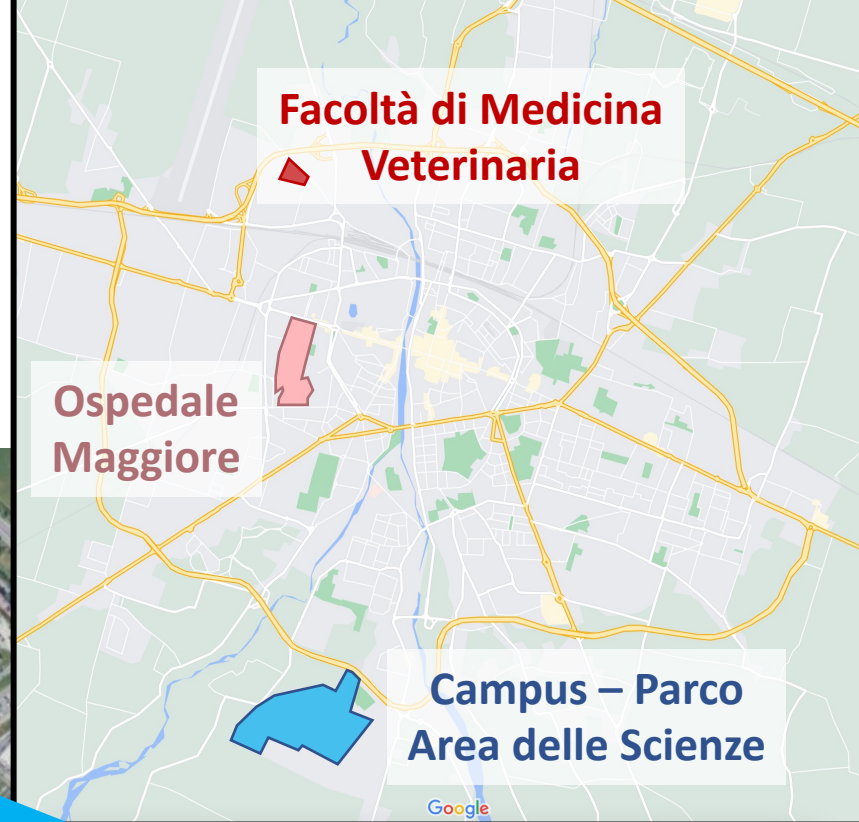 Facoltà di Medicina
Veterinaria
Ospedale
Maggiore
Campus – Parco
Area delle Scienze
Google